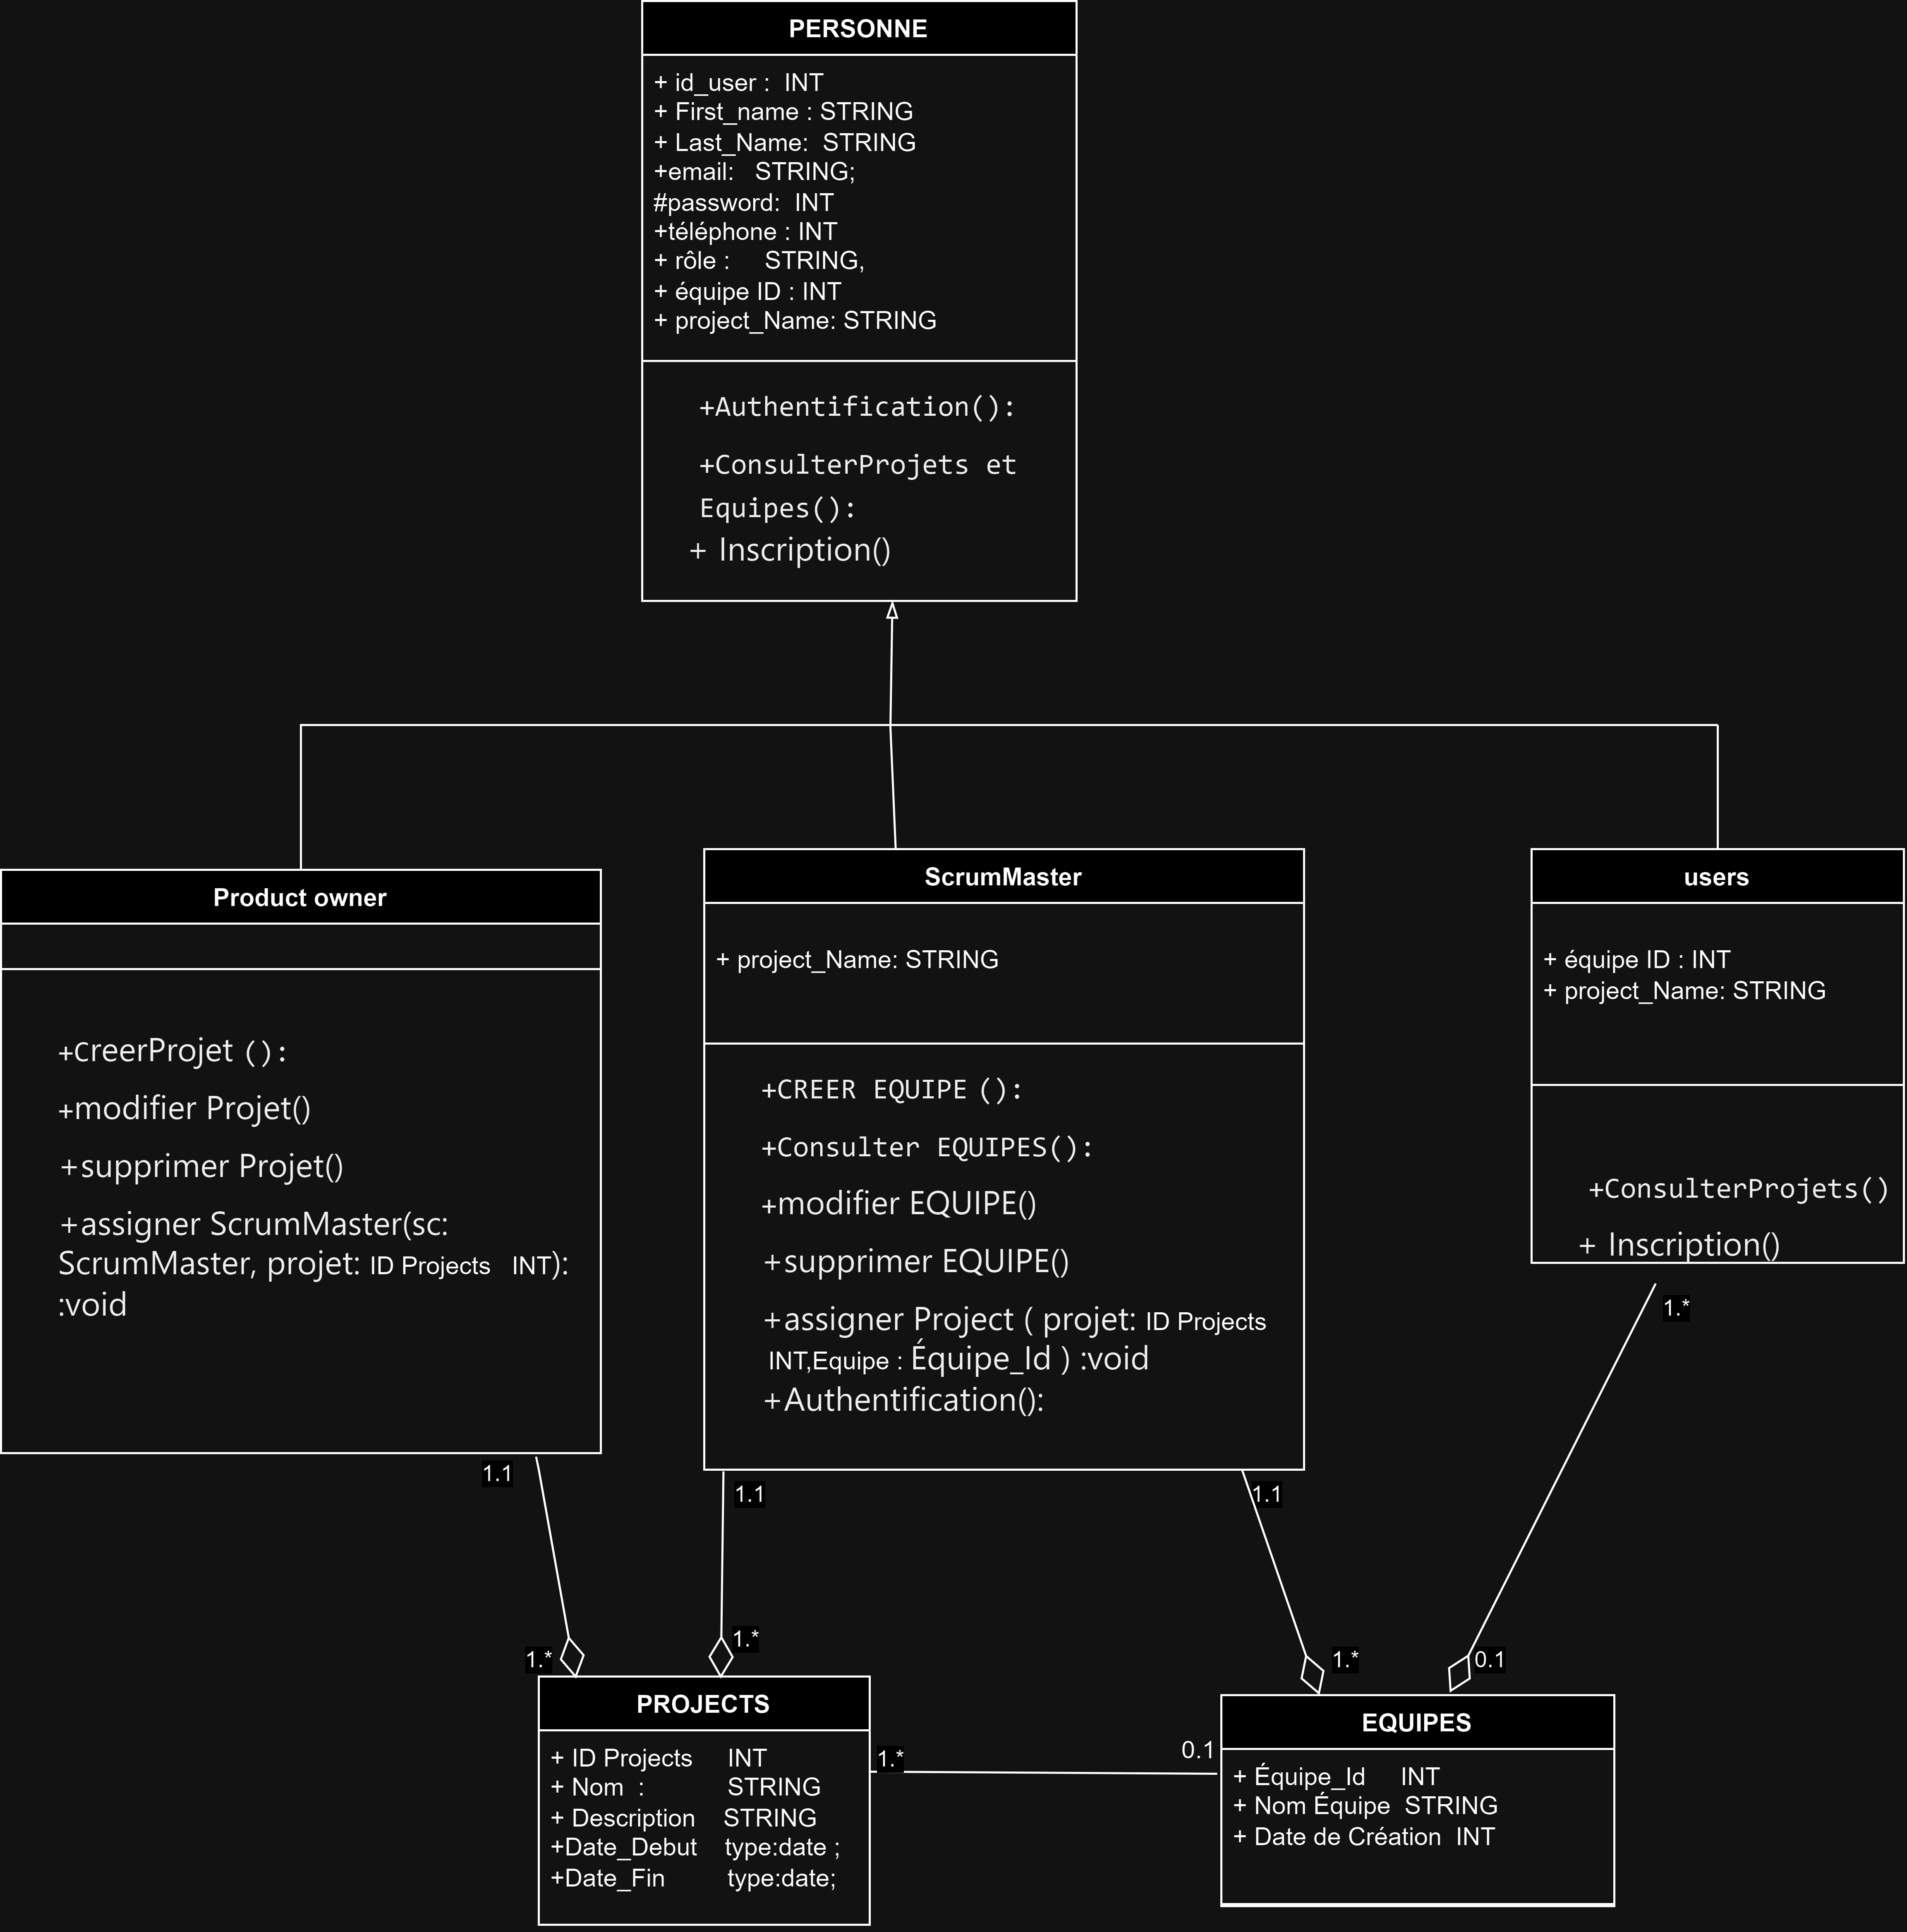 PERSONNE
+ id_user :  INT
+ First_name : STRING
+ Last_Name:  STRING
+email:   STRING;
#password:  INT
+téléphone : INT
+ rôle :     STRING,
+ équipe ID : INT
+ project_Name: STRING
+Authentification():
+ConsulterProjets et
Equipes():
+ Inscription()
Product owner
+creerProjet ():
+modifier Projet()
+supprimer Projet()
+assigner ScrumMaster(sc:
ScrumMaster, projet: ID Projects   INT):
:void
ScrumMaster
+ project_Name: STRING
+CREER EQUIPE ():
+Consulter EQUIPES():
+modifier EQUIPE()
+supprimer EQUIPE()
+assigner Project ( projet: ID Projects
INT,Equipe : Équipe_Id ) :void
+Authentification():
users
+ équipe ID : INT
+ project_Name: STRING
+ConsulterProjets()
+ Inscription()
1.*
1.1
1.1
1.1
1.*
1.*
1.*
0.1
PROJECTS
+ ID Projects     INT
+ Nom  :            STRING
+ Description    STRING
+Date_Debut    type:date ;
+Date_Fin         type:date;
1.*
0.1
EQUIPES
+ Équipe_Id     INT
+ Nom Équipe  STRING
+ Date de Création  INT